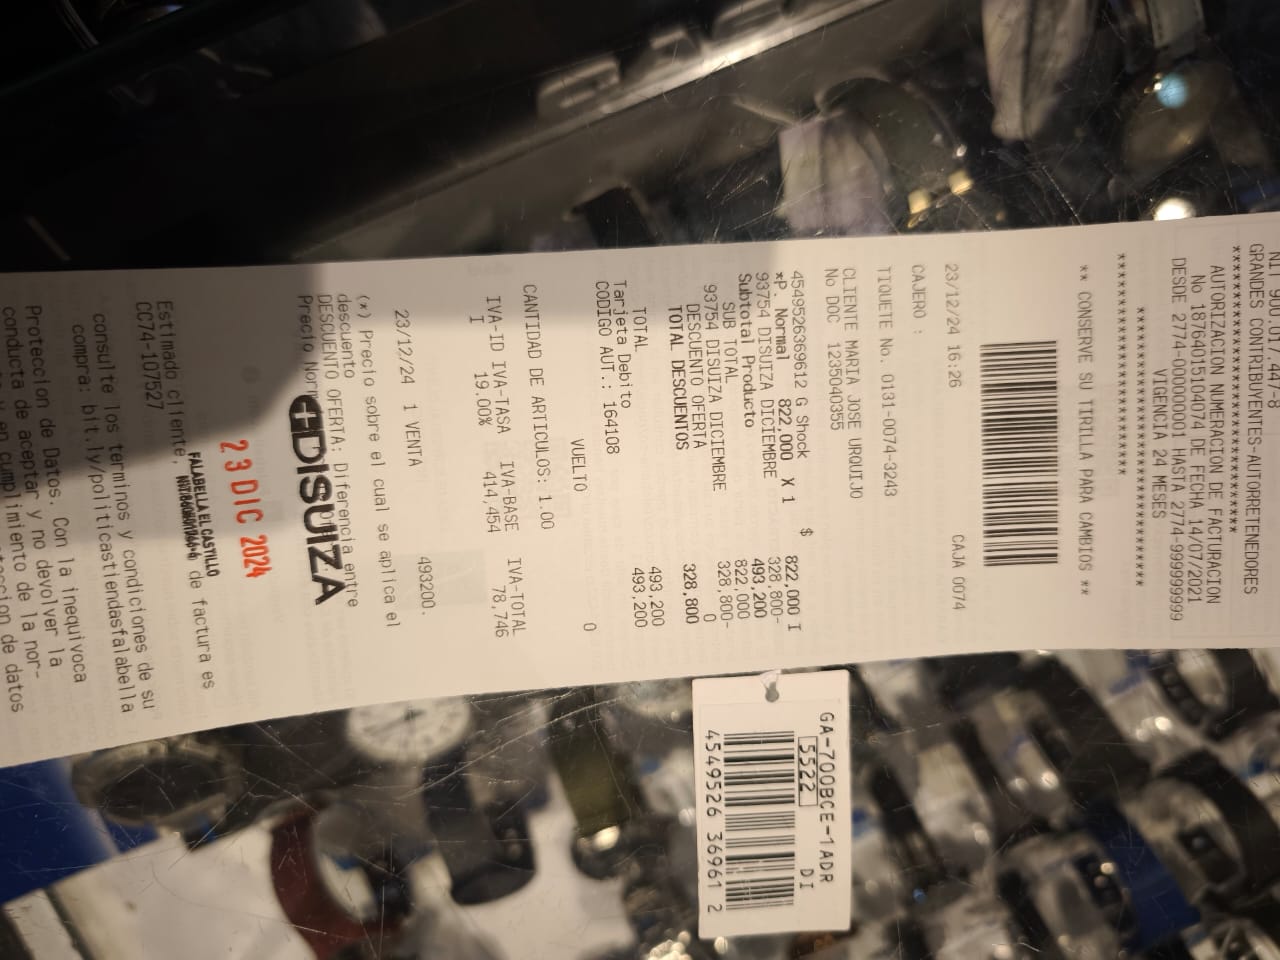 GRANDES CONTRIBUYENTES-AUTORRETENEDORES
****************************************
AUTORIZACION NUMERACION DE FACTURACION
No 18764015104074 DE FECHA 14/07/2021
DESDE 2774-00000001 HASTA 2774-999999999
VIGENCIA 24 MESES
** CONSERVE SU TIRILLA PARA CAMBIOS **
23/12/24 16:26 CAJA 0074
CAJERO :
TIQUETE No. 0131-0074-3243
CLIENTE MARIA JOSE URQUIJO
No DOC 1235040355
4549526369612 G Shock $ 822,000 I
*P. Normal 822,000 X 1
93754 DISUIZA DICIEMBRE 328,800-
Subtotal Producto 493,200
SUB TOTAL 822,000
93754 DISUIZA DICIEMBRE 328,800-
DESCUENTO OFERTA 0
TOTAL DESCUENTOS 328,800
TOTAL 493,200
Tarjeta Debito 493,200
CODIGO AUT.: 164108
VUELTO 0
CANTIDAD DE ARTICULOS: 1.00
IVA-ID IVA-TASA IVA-BASE IVA-TOTAL
I 19.00% 414,454 78,746
23/12/24 1 VENTA 493200.
(*) Precio sobre el cual se aplica el
descuento
DESCUENTO OFERTA: Diferencia entre
Precio
DISUIZA
23 DIC 2024
FALABELLA EL CASTILLO
Estimado cliente, de factura es
CC74-107527
consulte los terminos y condiciones de su
compra: bit.ly/politicastiendasfalabella
Proteccion de Datos. Con la inequivoca
conducta de aceptar y no devolver la
en cumplimiento de la nor-
de datos
GA-700BCE-1ADR
5522 DI
4549526 36961 2